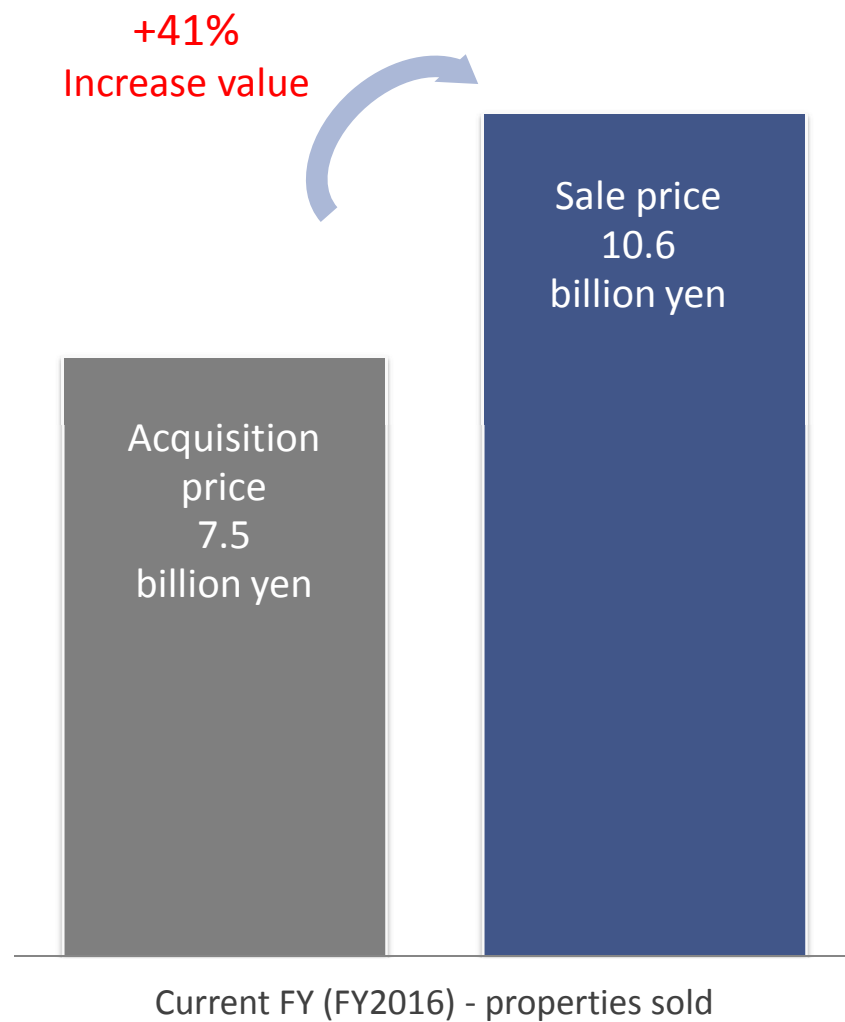 +41%
Increase value
Sale price
10.6
billion yen
Acquisition
price
7.5
billion yen
Current FY (FY2016) - properties sold